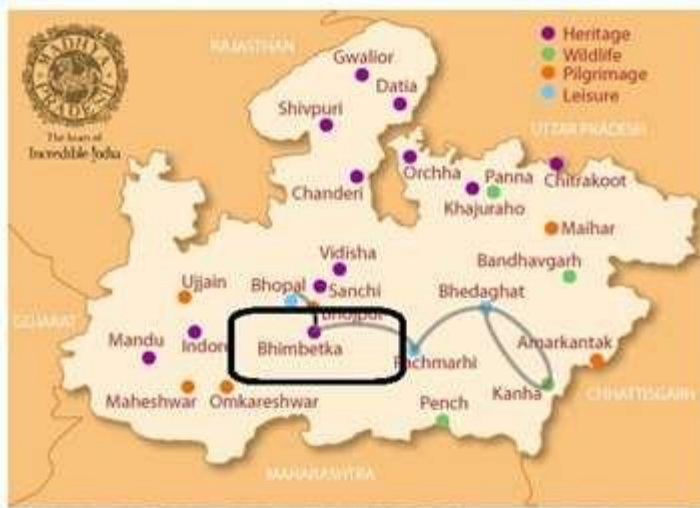 MADHYA PRADESH
The heart of
Incredible India
RAJASTHAN
Heritage
Wildlife
Pilgrimage
Leisure
Gwalior
Datia
Shivpuri
UTTAR PRADESH
Orchha
Panna
Chitrakoot
Chanderi
Khajuraho
Maihar
Vidisha
Bandhavgarh
Ujjain
Bhopal
Sanchi
Bhedaghat
Bhojpur
GUJARAT
Mandu
Indore
Bhimbetka
Pachmarhi
Amarkantak
Maheshwar
Omkareshwar
Pench
Kanha
CHHATTISGARH
MAHARASHTRA